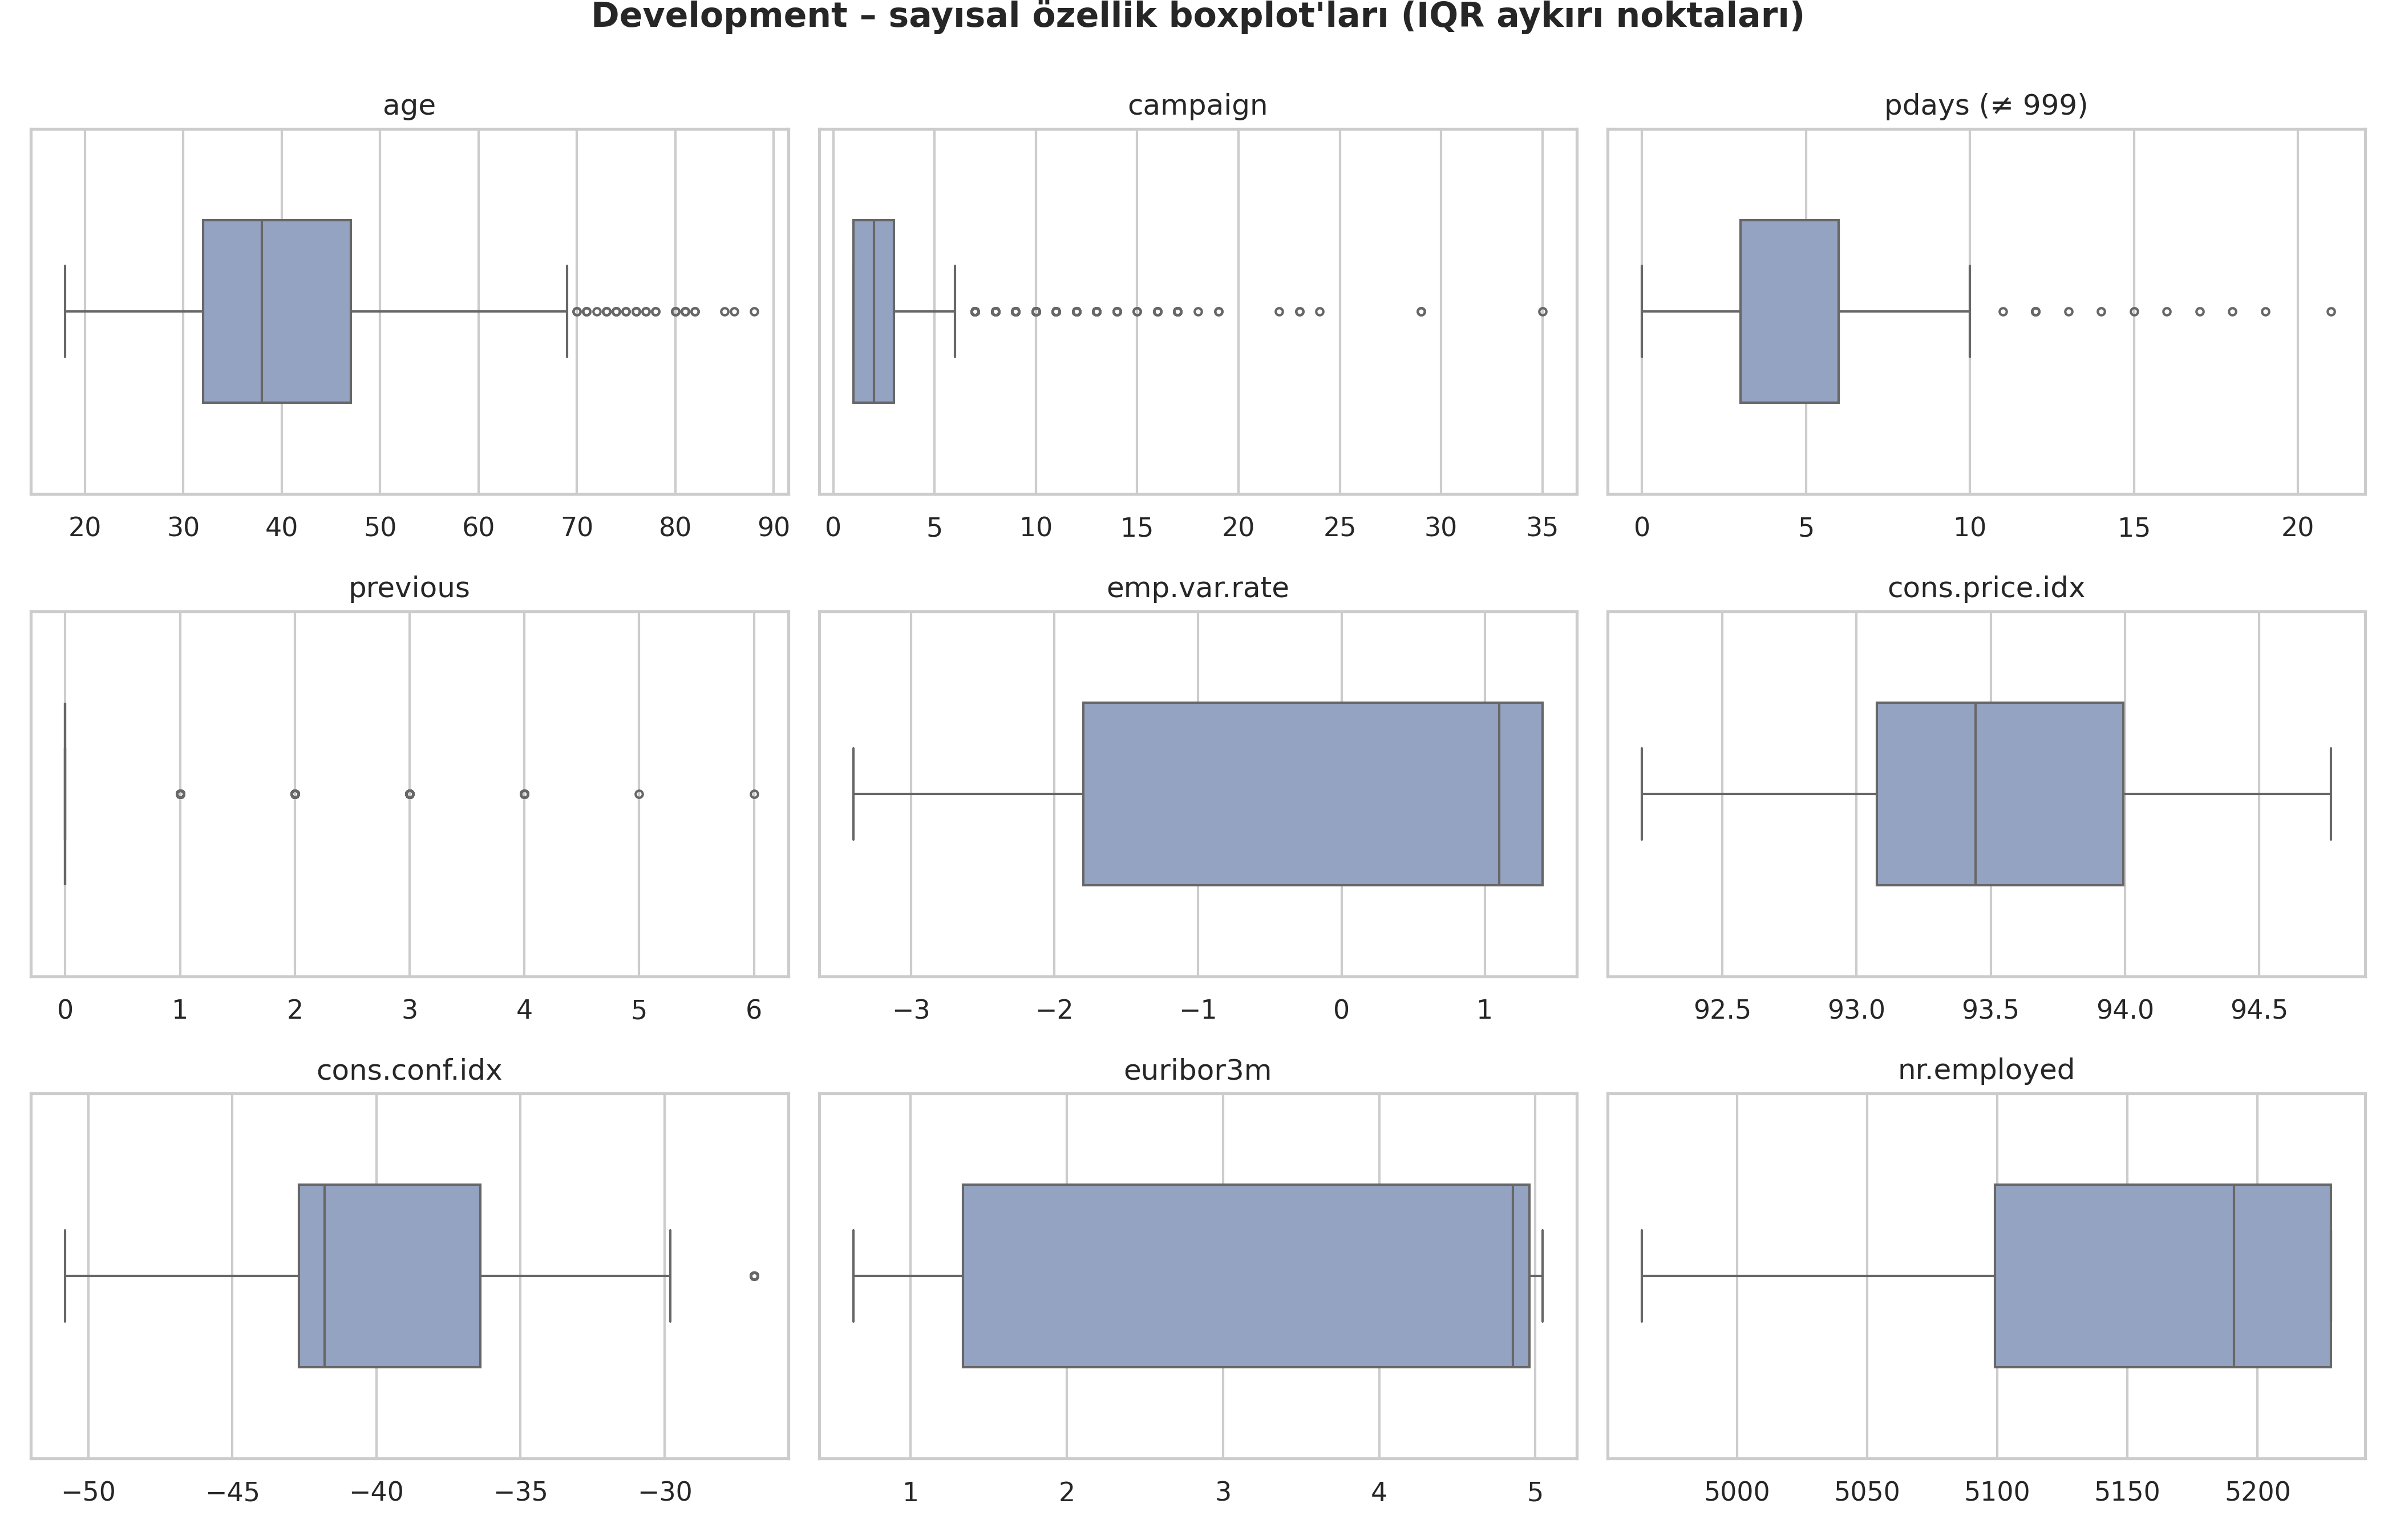 Development – sayısal özellik boxplot'ları (IQR aykırı noktaları)
age
campaign
pdays (≠ 999)
20 30 40 50 60 70 80 90
0 5 10 15 20 25 30 35
0 5 10 15 20
previous
emp.var.rate
cons.price.idx
0 1 2 3 4 5 6
−3 −2 −1 0 1
92.5 93.0 93.5 94.0 94.5
cons.conf.idx
euribor3m
nr.employed
−50 −45 −40 −35 −30
1 2 3 4 5
5000 5050 5100 5150 5200